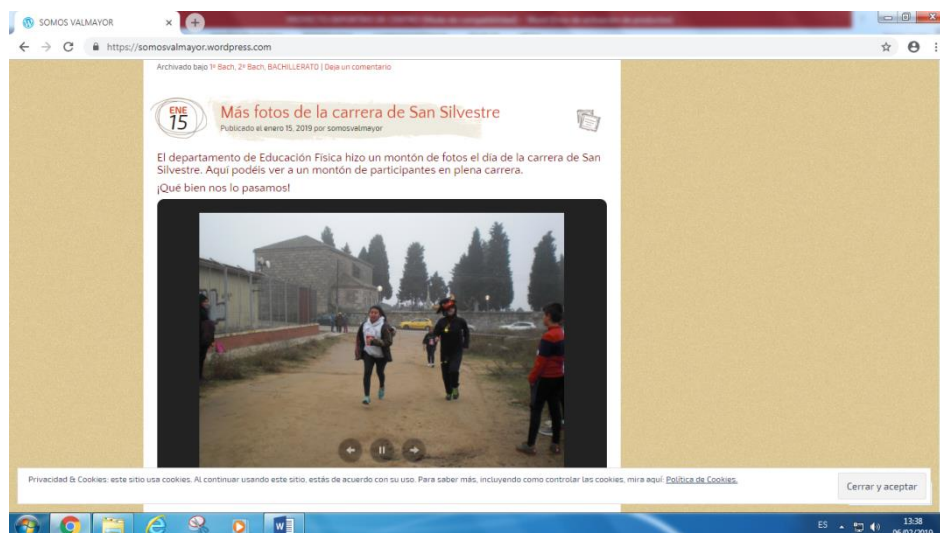 SOMOS VALMAYOR
https://somosvalmayor.wordpress.com
Archivado bajo 1º Bach, 2º Bach, BACHILLERATO | Deja un comentario
ENE
15
Más fotos de la carrera de San Silvestre
Publicado el enero 15, 2019 por somosvalmayor
El departamento de Educación Física hizo un montón de fotos el día de la carrera de San
Silvestre. Aquí podéis ver a un montón de participantes en plena carrera.
¡Qué bien nos lo pasamos!
Privacidad & Cookies: este sitio usa cookies. Al continuar usando este sitio, estás de acuerdo con su uso. Para saber más, incluyendo como controlar las cookies, mira aquí: Política de Cookies.
Cerrar y aceptar
ES
13:38
06/02/2019